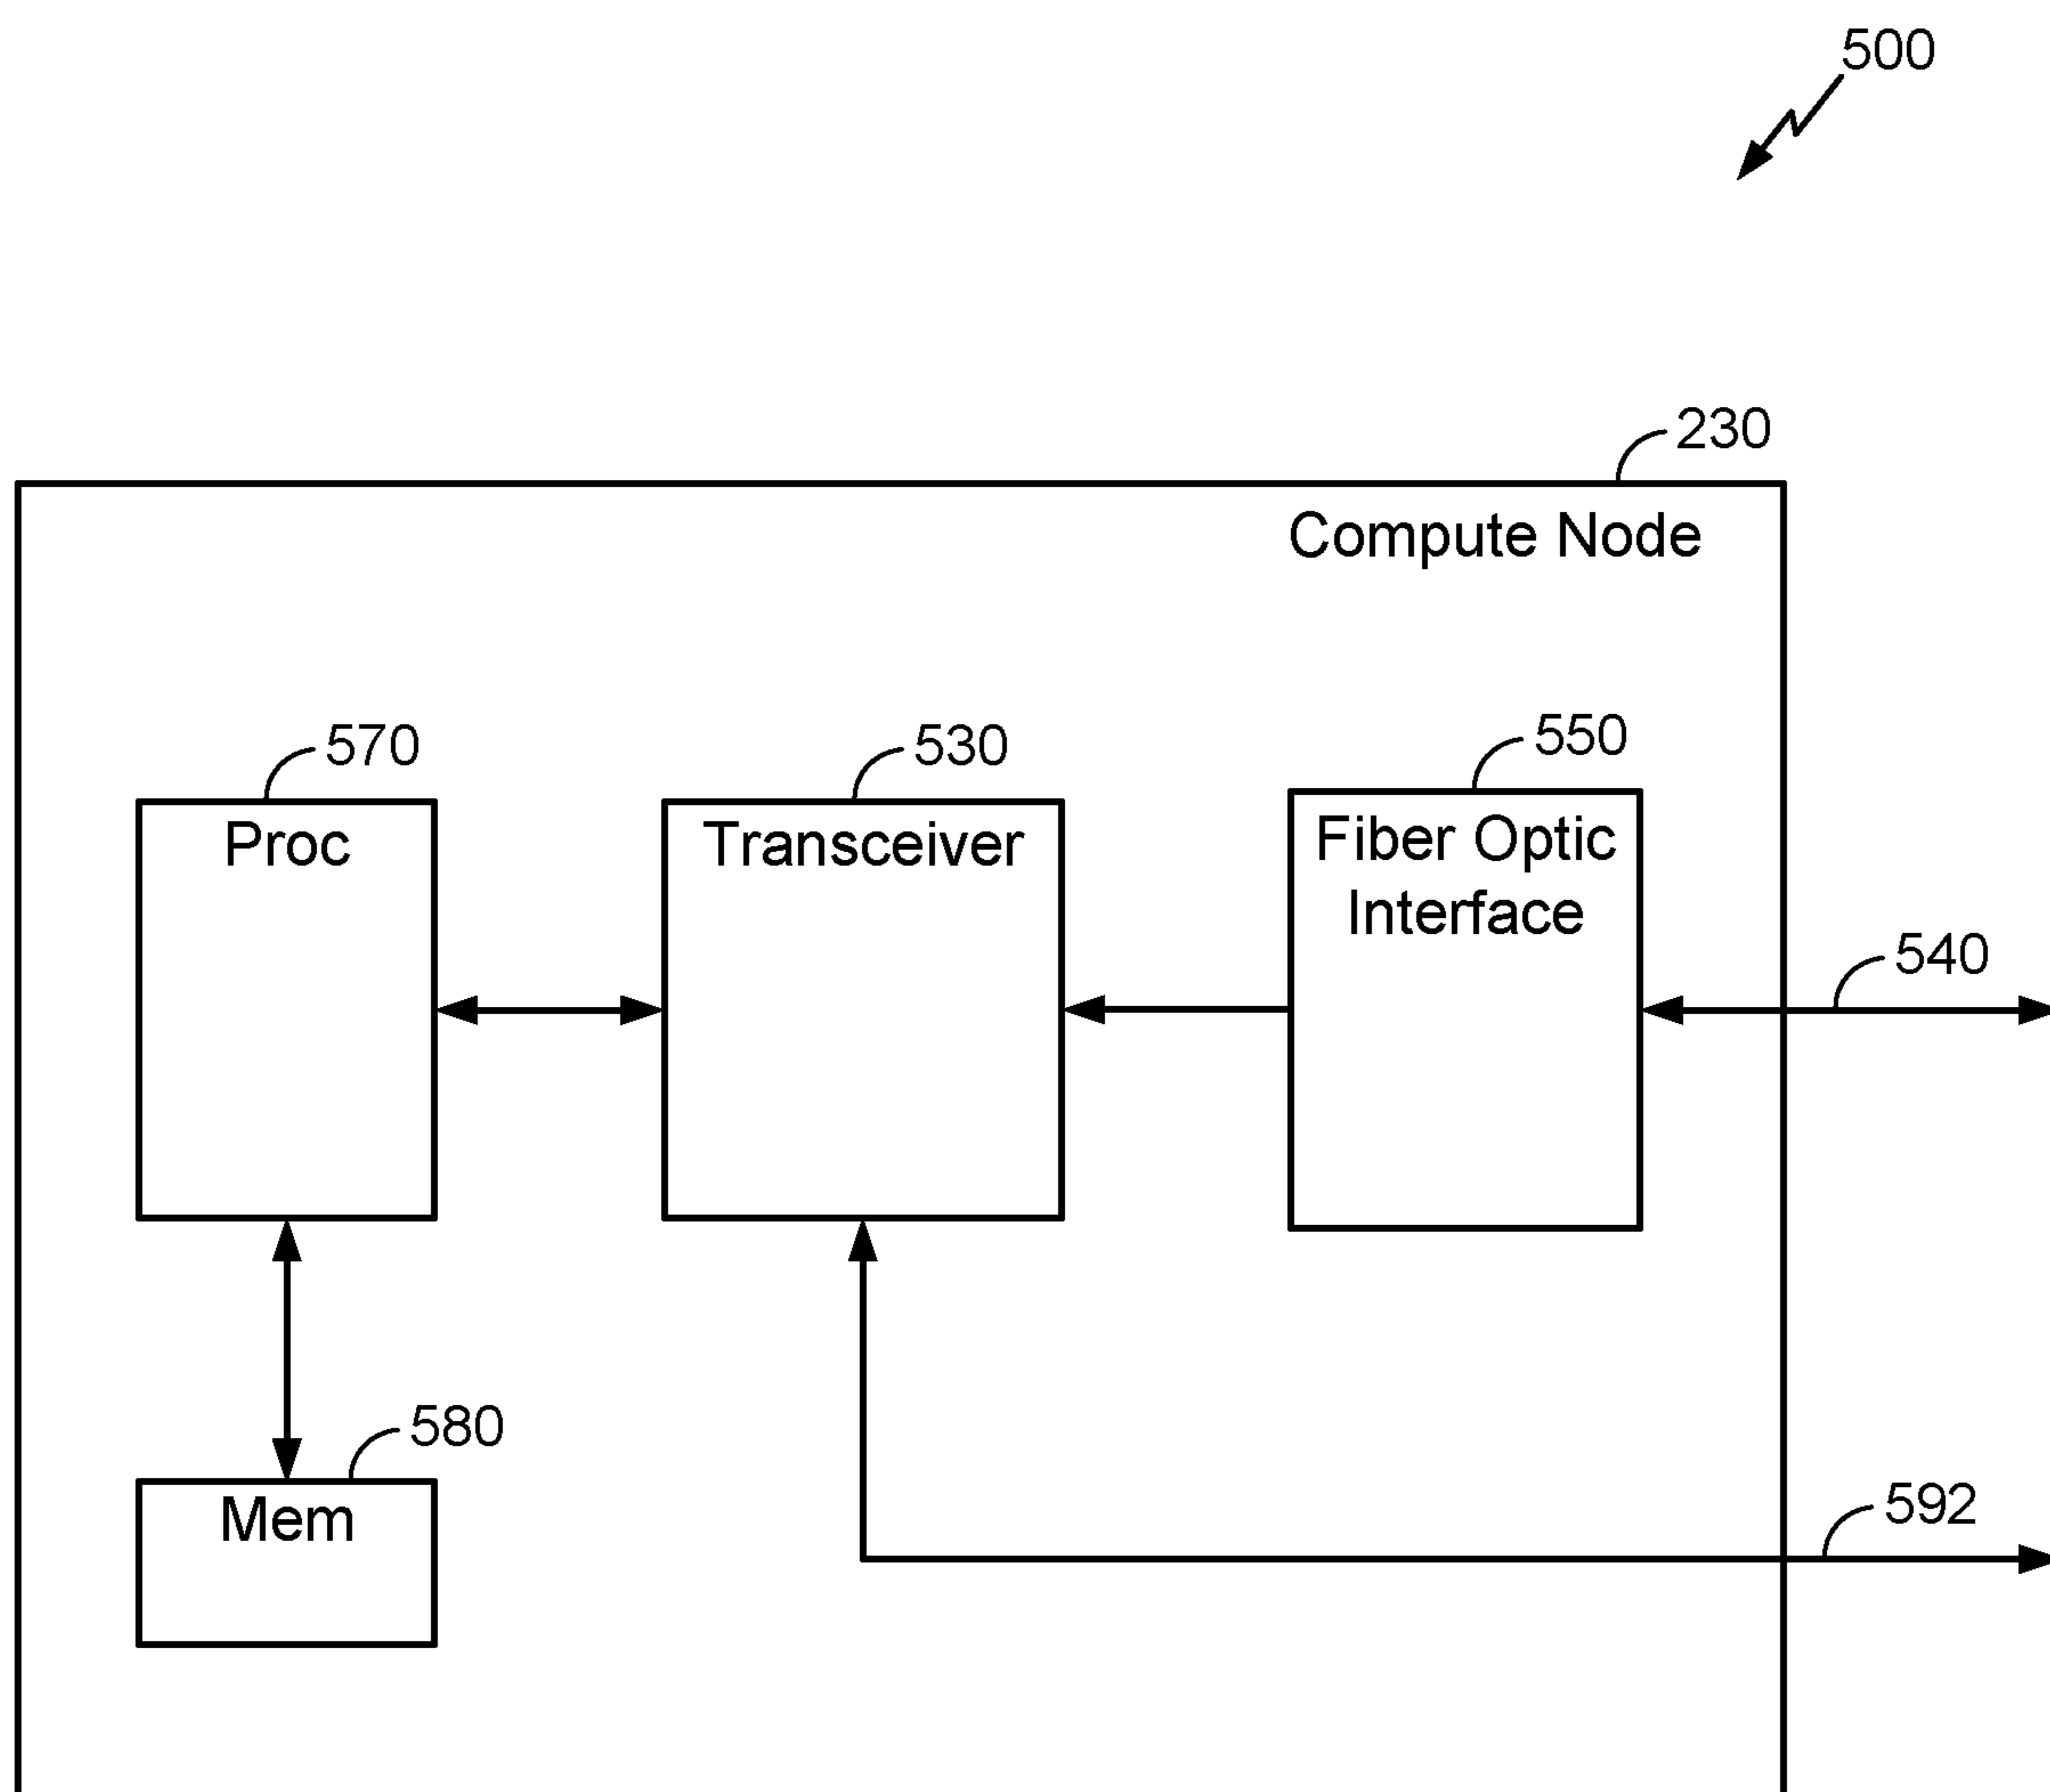 500
230
Compute Node
570
530
550
Proc
Transceiver
Fiber Optic
Interface
540
580
Mem
592